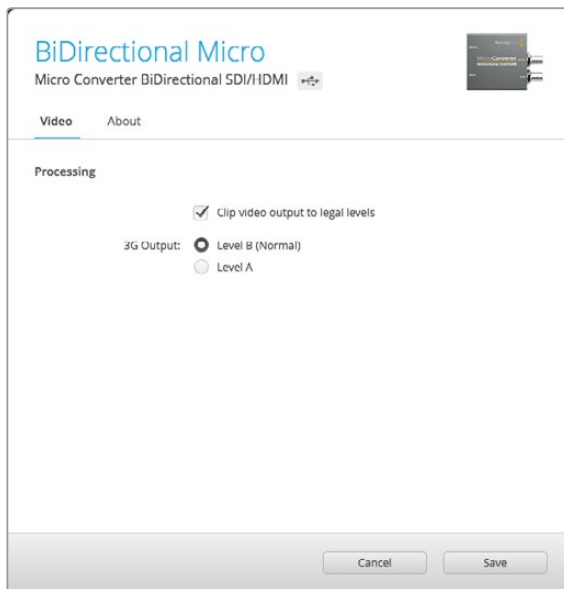 BiDirectional Micro
Micro Converter BiDirectional SDI/HDMI
MicroConverter
Video About
Processing
Clip video output to legal levels
3G Output: Level B (Normal)
Level A
Cancel Save